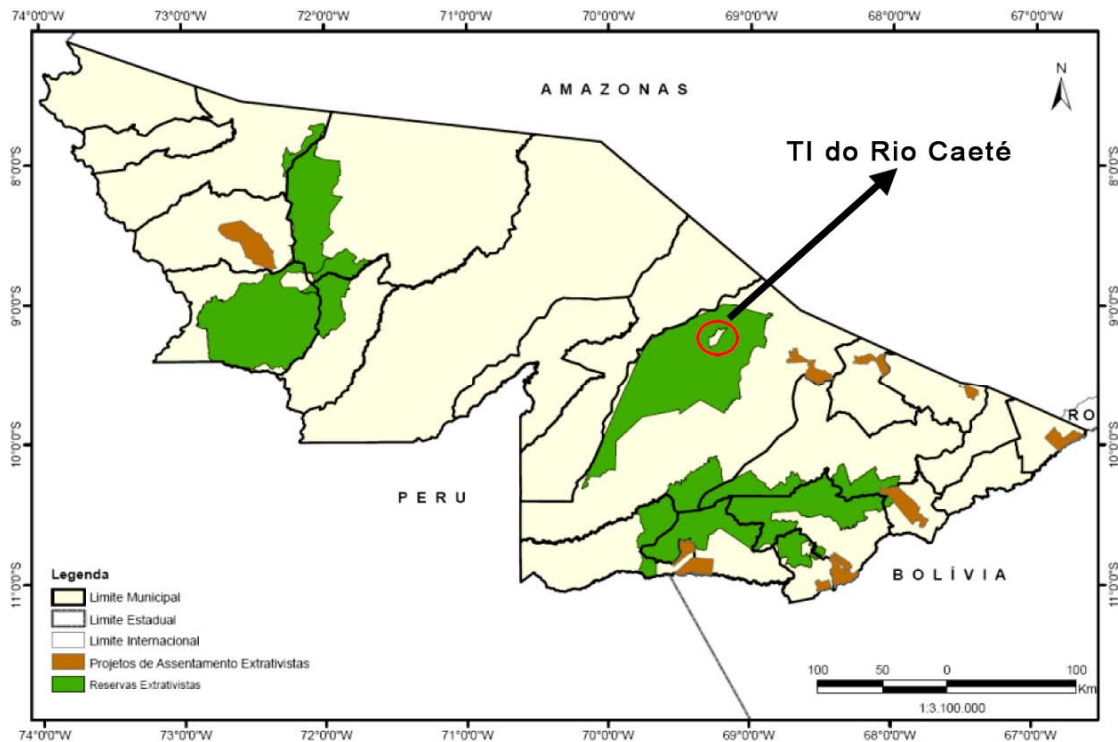 74°0'0"W 73°0'0"W 72°0'0"W 71°0'0"W 70°0'0"W 69°0'0"W 68°0'0"W 67°0'0"W
N
AMAZONAS
TI do Rio Caeté
8°0'0"S 8°0'0"S
9°0'0"S 9°0'0"S
RO
10°0'0"S 10°0'0"S
PERU
BOLÍVIA
11°0'0"S 11°0'0"S
Legenda
Limite Municipal
Limite Estadual
Limite Internacional
Projetos de Assentamento Extrativistas
Reservas Extrativistas
100 50 0 100
Km
1:3.100.000
74°0'0"W 73°0'0"W 72°0'0"W 71°0'0"W 70°0'0"W 69°0'0"W 68°0'0"W 67°0'0"W